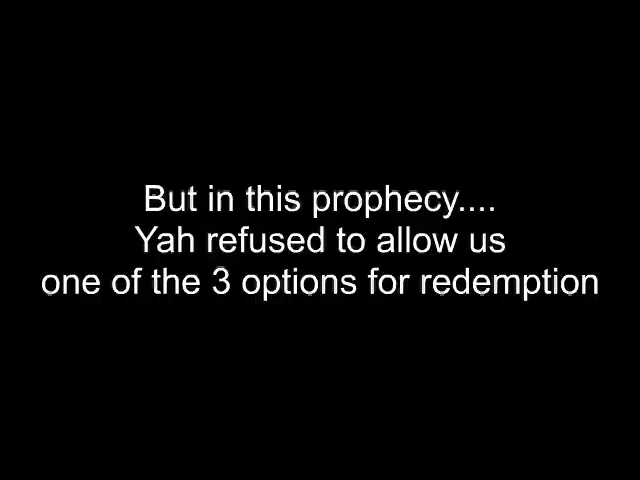 But in this prophecy....
Yah refused to allow us
one of the 3 options for redemption